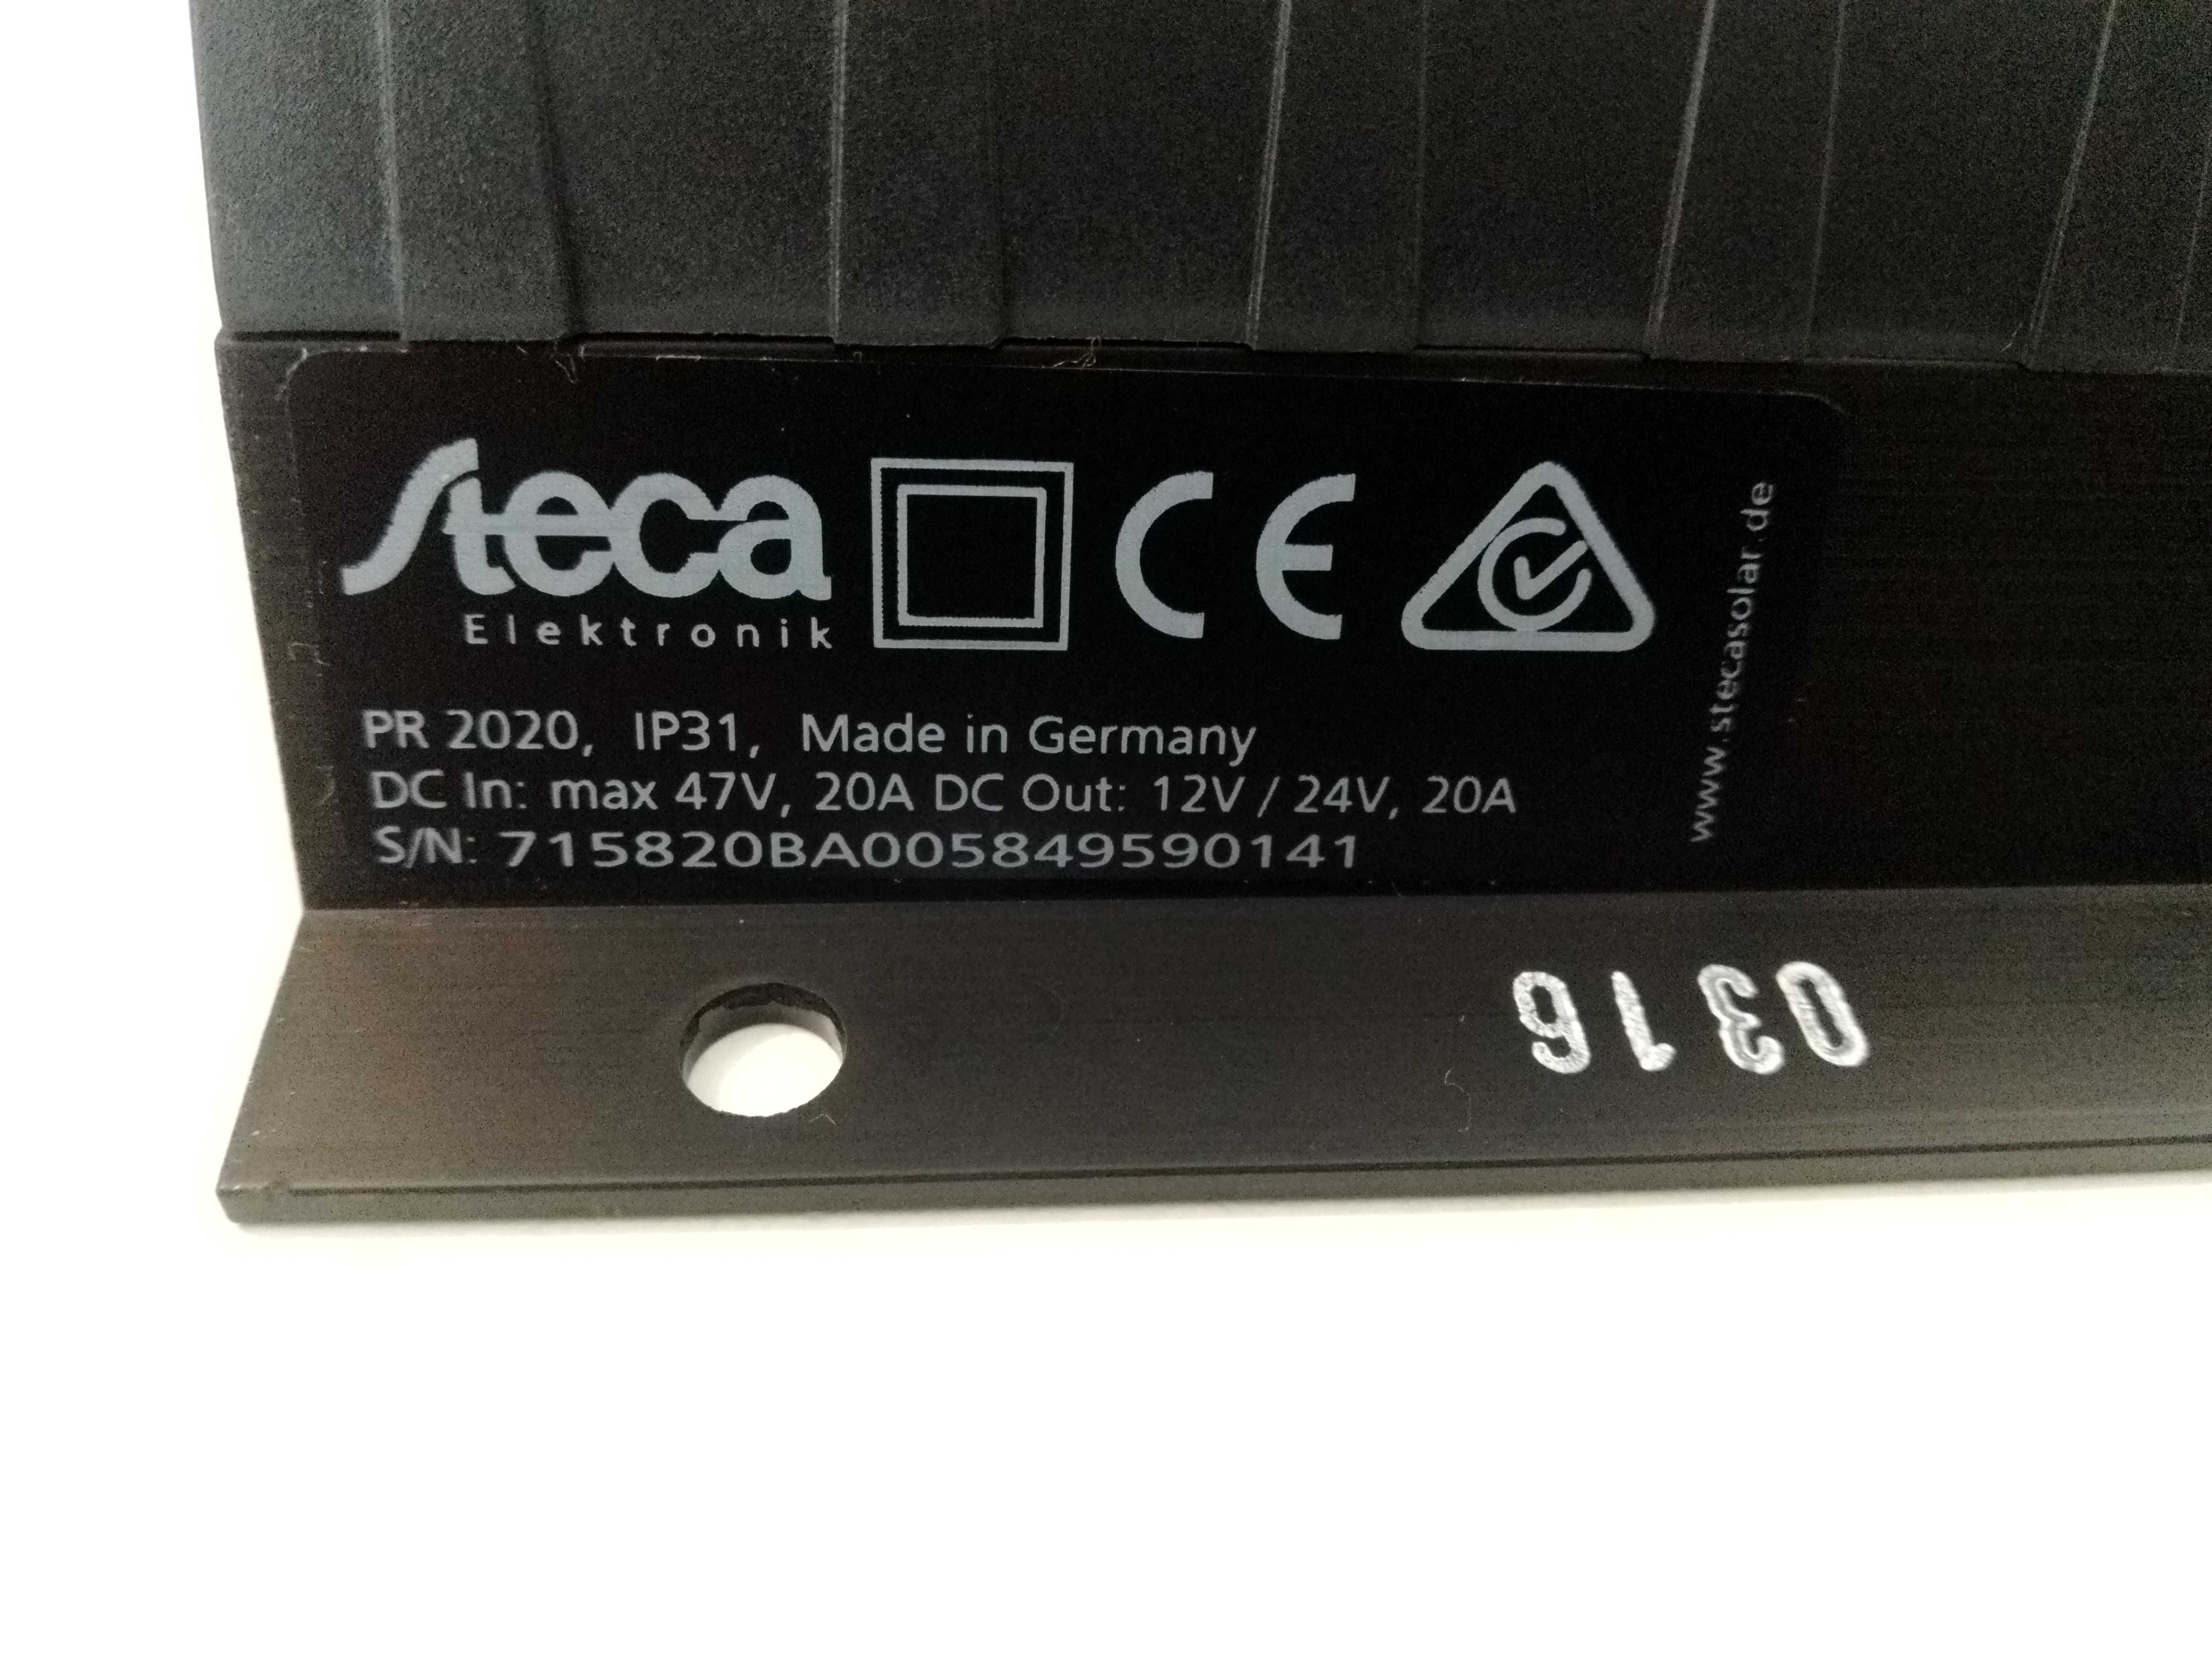 steca
Elektronik
CE
www.stecasolar.de
PR 2020, IP31, Made in Germany
DC In: max 47V, 20A DC Out: 12V / 24V, 20A
S/N: 715820BA005849590141
0316